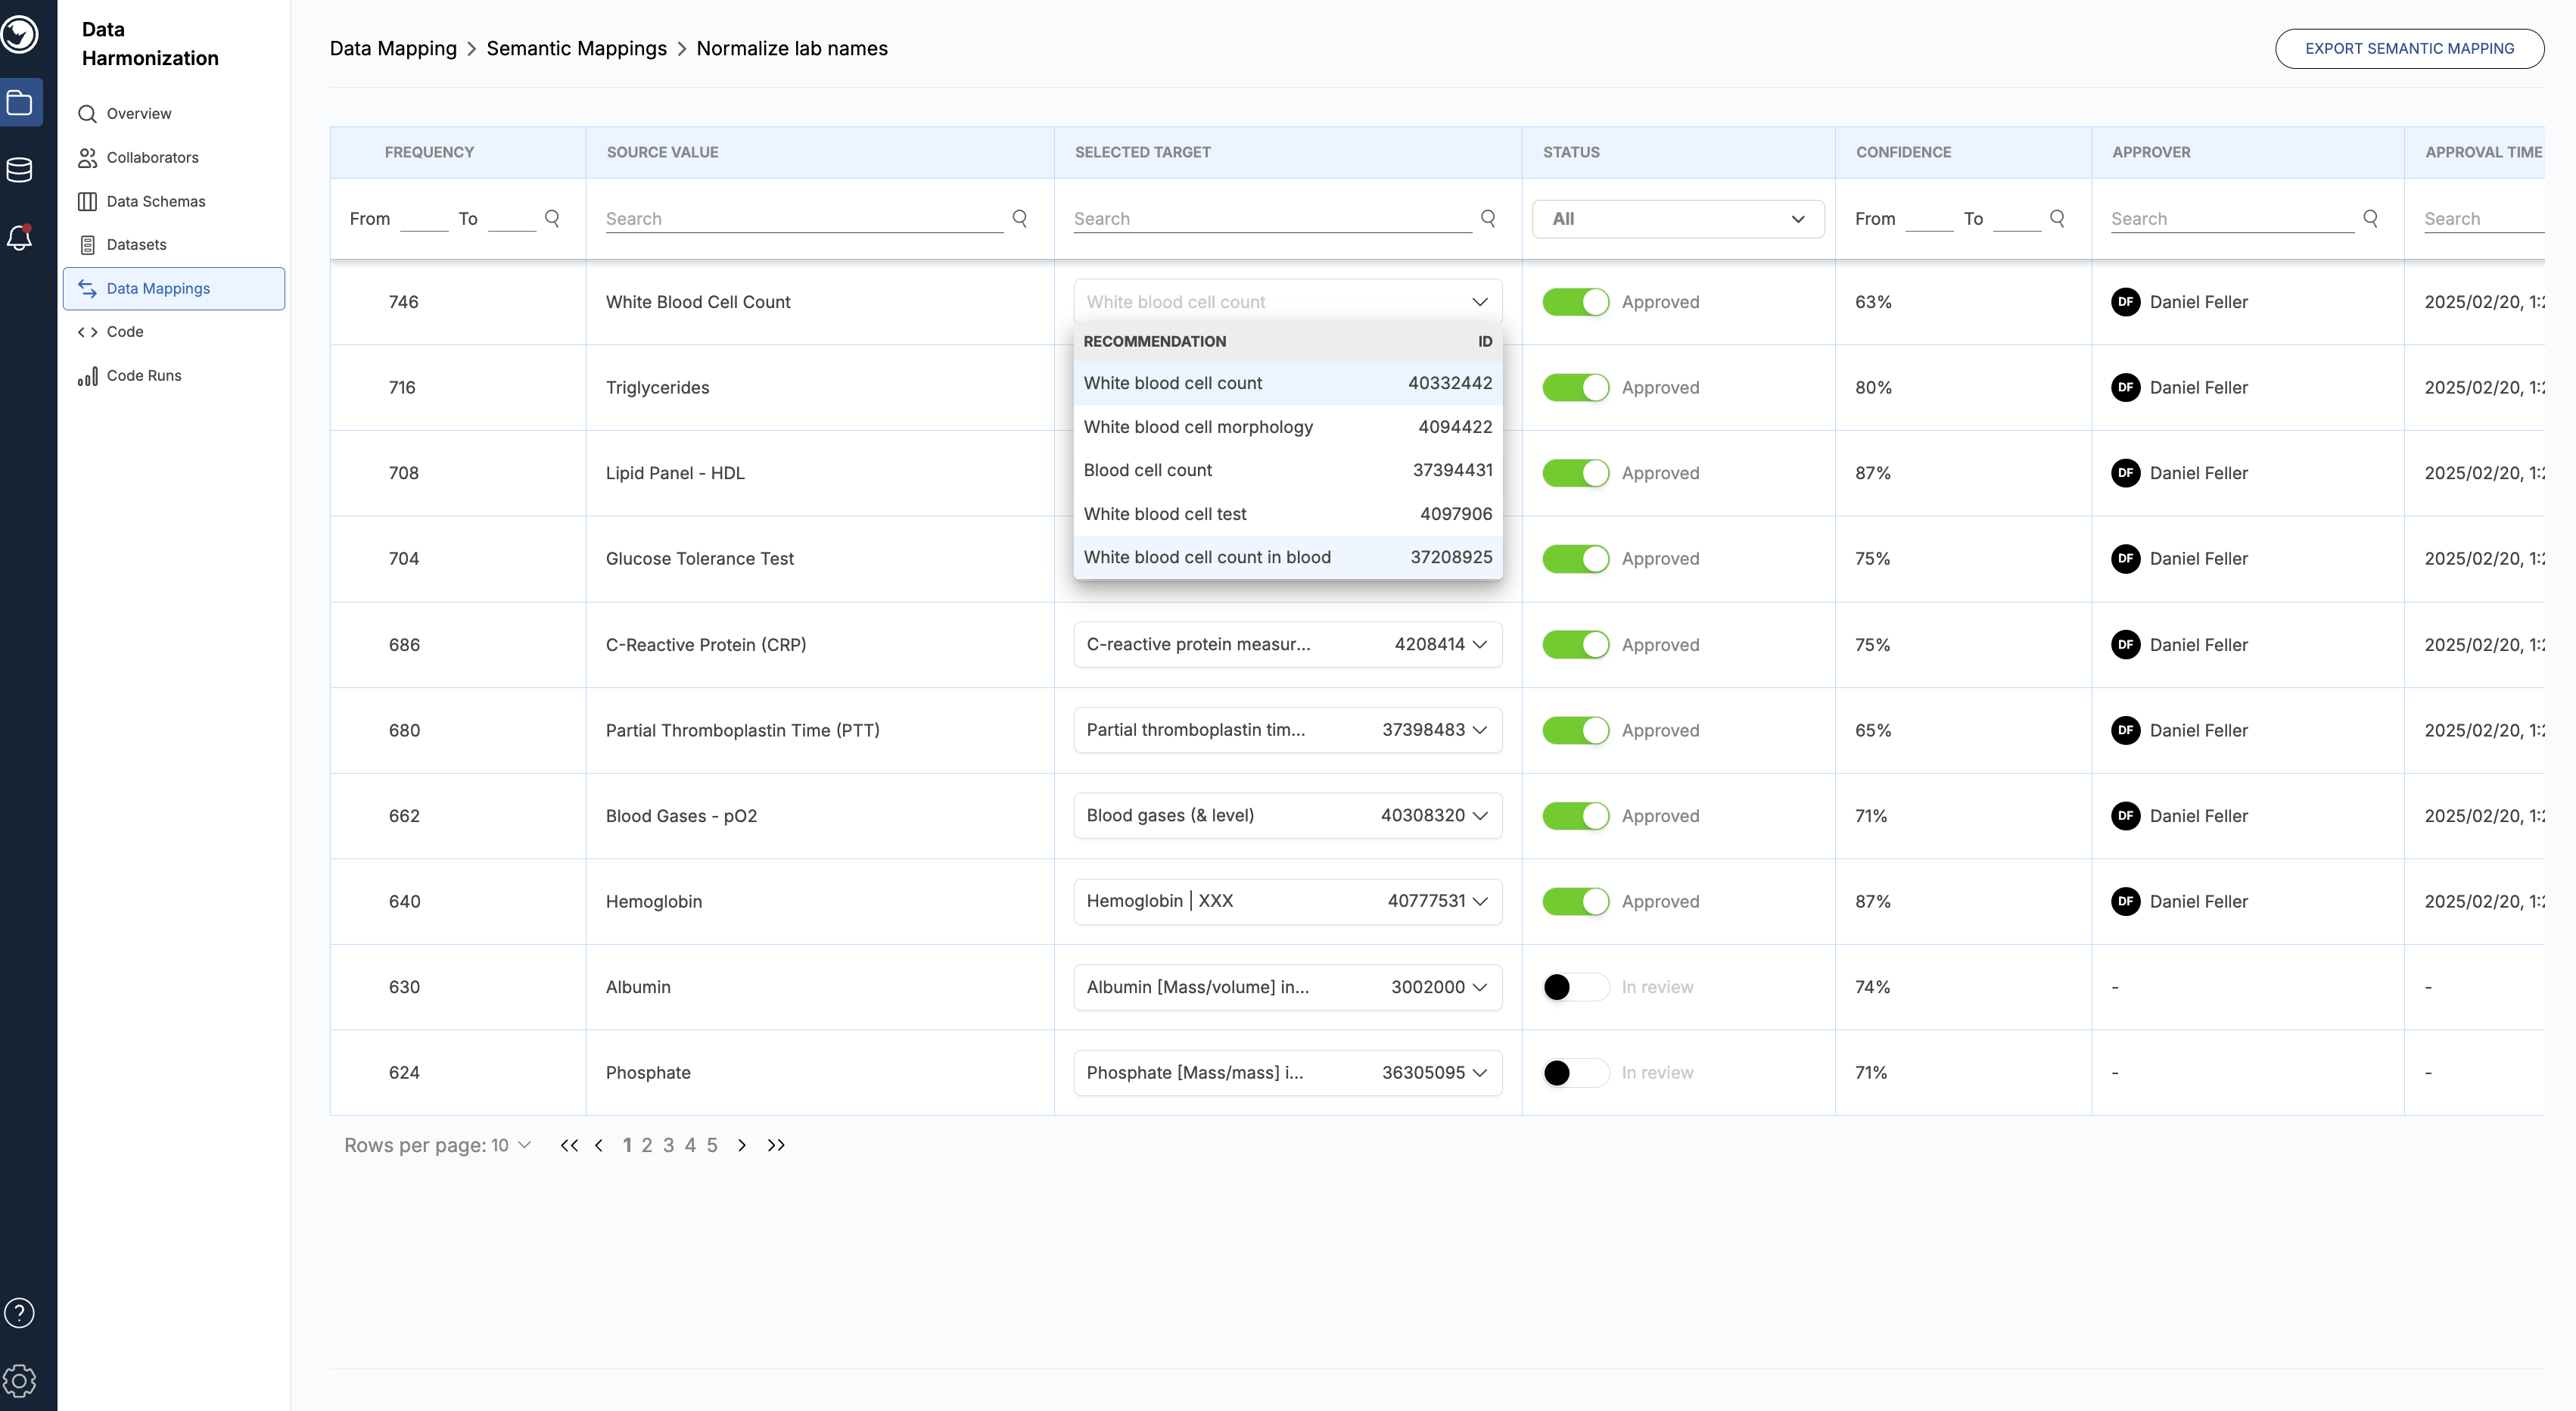 Data
Harmonization
Overview
Collaborators
Data Schemas
Datasets
Data Mappings
Code
Code Runs
Data Mapping > Semantic Mappings > Normalize lab names
EXPORT SEMANTIC MAPPING
FREQUENCY SOURCE VALUE SELECTED TARGET STATUS CONFIDENCE APPROVER APPROVAL TIME
From To Search Search All From To Search Search
746 White Blood Cell Count White blood cell count Approved 63% DF Daniel Feller 2025/02/20, 1:2
RECOMMENDATION ID
White blood cell count 40332442
White blood cell morphology 4094422
Blood cell count 37394431
White blood cell test 4097906
White blood cell count in blood 37208925
716 Triglycerides Approved 80% DF Daniel Feller 2025/02/20, 1:2
708 Lipid Panel - HDL Approved 87% DF Daniel Feller 2025/02/20, 1:2
704 Glucose Tolerance Test Approved 75% DF Daniel Feller 2025/02/20, 1:2
686 C-Reactive Protein (CRP) C-reactive protein measur... 4208414 Approved 75% DF Daniel Feller 2025/02/20, 1:2
680 Partial Thromboplastin Time (PTT) Partial thromboplastin tim... 37398483 Approved 65% DF Daniel Feller 2025/02/20, 1:2
662 Blood Gases - pO2 Blood gases (& level) 40308320 Approved 71% DF Daniel Feller 2025/02/20, 1:2
640 Hemoglobin Hemoglobin | XXX 40777531 Approved 87% DF Daniel Feller 2025/02/20, 1:2
630 Albumin Albumin [Mass/volume] in... 3002000 In review 74% - -
624 Phosphate Phosphate [Mass/mass] i... 36305095 In review 71% - -
Rows per page: 10 << < 1 2 3 4 5 > >>